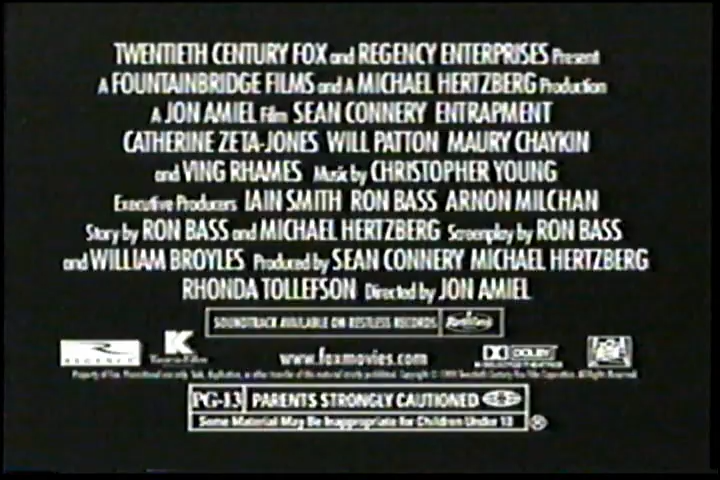 TWENTIETH CENTURY FOX and REGENCY ENTERPRISES Present
A FOUNTAINBRIDGE FILMS and A MICHAEL HERTZBERG Production
A JON AMIEL Film SEAN CONNERY ENTRAPMENT
CATHERINE ZETA-JONES WILL PATTON MAURY CHAYKIN
and VING RHAMES Music by CHRISTOPHER YOUNG
Executive Producers IAIN SMITH RON BASS ARNON MILCHAN
Story by RON BASS and MICHAEL HERTZBERG Screenplay by RON BASS
and WILLIAM BROYLES Produced by SEAN CONNERY MICHAEL HERTZBERG
RHONDA TOLLEFSON Directed by JON AMIEL
SOUNDTRACK AVAILABLE ON RESTLESS RECORDS
REGENCY K www.foxmovies.com DOLBY
PG-13 PARENTS STRONGLY CAUTIONED
Some Material May Be Inappropriate for Children Under 13 ®